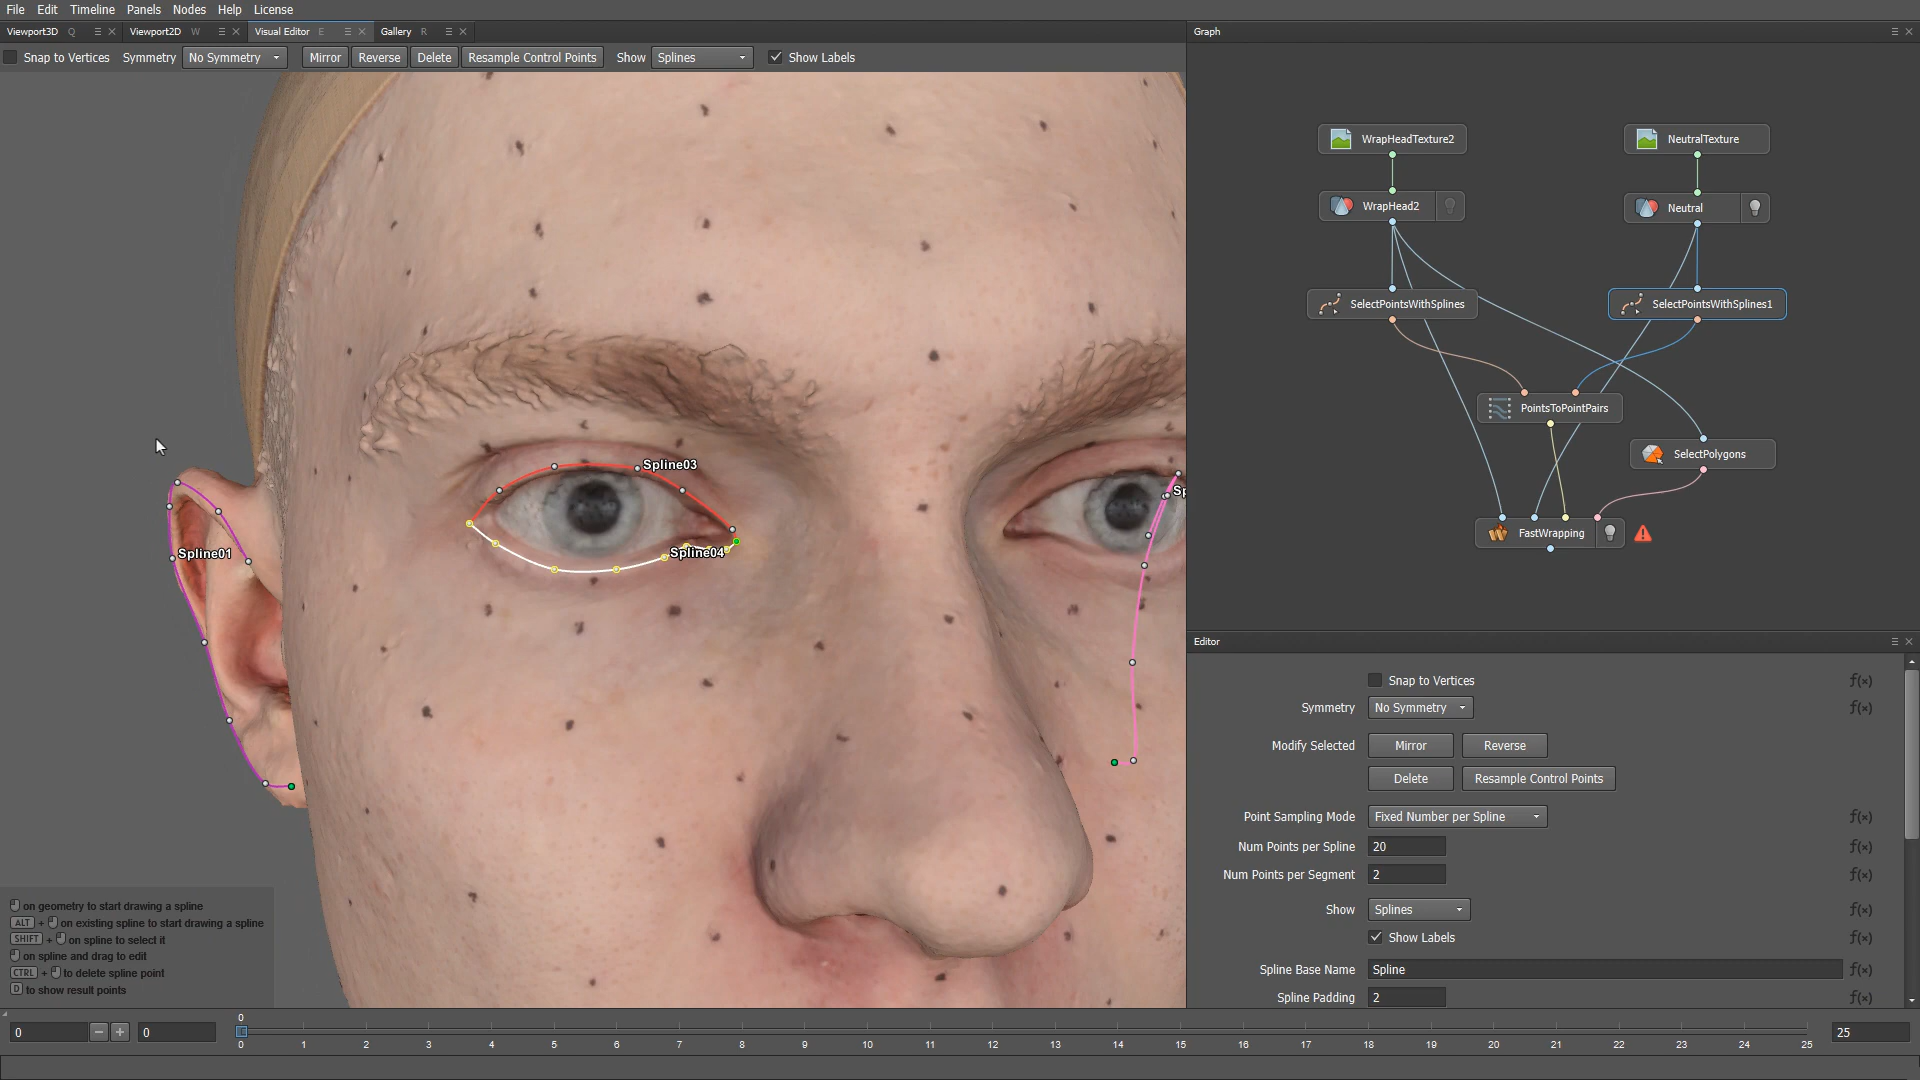 File Edit Timeline Panels Nodes Help License
Viewport3D Q Viewport2D W Visual Editor E Gallery R
Graph
Snap to Vertices Symmetry No Symmetry Mirror Reverse Delete Resample Control Points Show Splines Show Labels
WrapHeadTexture2 NeutralTexture
WrapHead2 Neutral
SelectPointsWithSplines SelectPointsWithSplines1
PointsToPointPairs
SelectPolygons
FastWrapping
Spline03
Sp
Spline01
Spline04
Editor
Snap to Vertices f(x)
Symmetry No Symmetry f(x)
Modify Selected Mirror Reverse
Delete Resample Control Points
Point Sampling Mode Fixed Number per Spline f(x)
Num Points per Spline 20 f(x)
Num Points per Segment 2 f(x)
Show Splines f(x)
Show Labels f(x)
Spline Base Name Spline f(x)
Spline Padding 2 f(x)
on geometry to start drawing a spline
ALT + on existing spline to start drawing a spline
SHIFT + on spline to select it
on spline and drag to edit
CTRL + to delete spline point
D to show result points
0 0 0 25
0 1 2 3 4 5 6 7 8 9 10 11 12 13 14 15 16 17 18 19 20 21 22 23 24 25